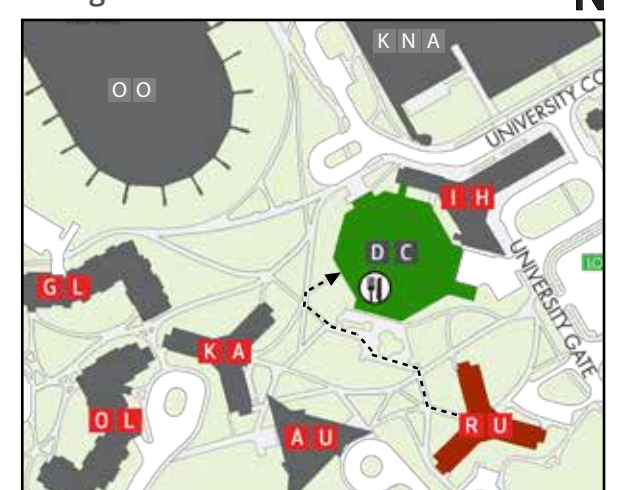 N
K N A
O O
UNIVERSITY CO
I H
D C
LO
G L
UNIVERSITY GATE
K A
O L
A U
R U